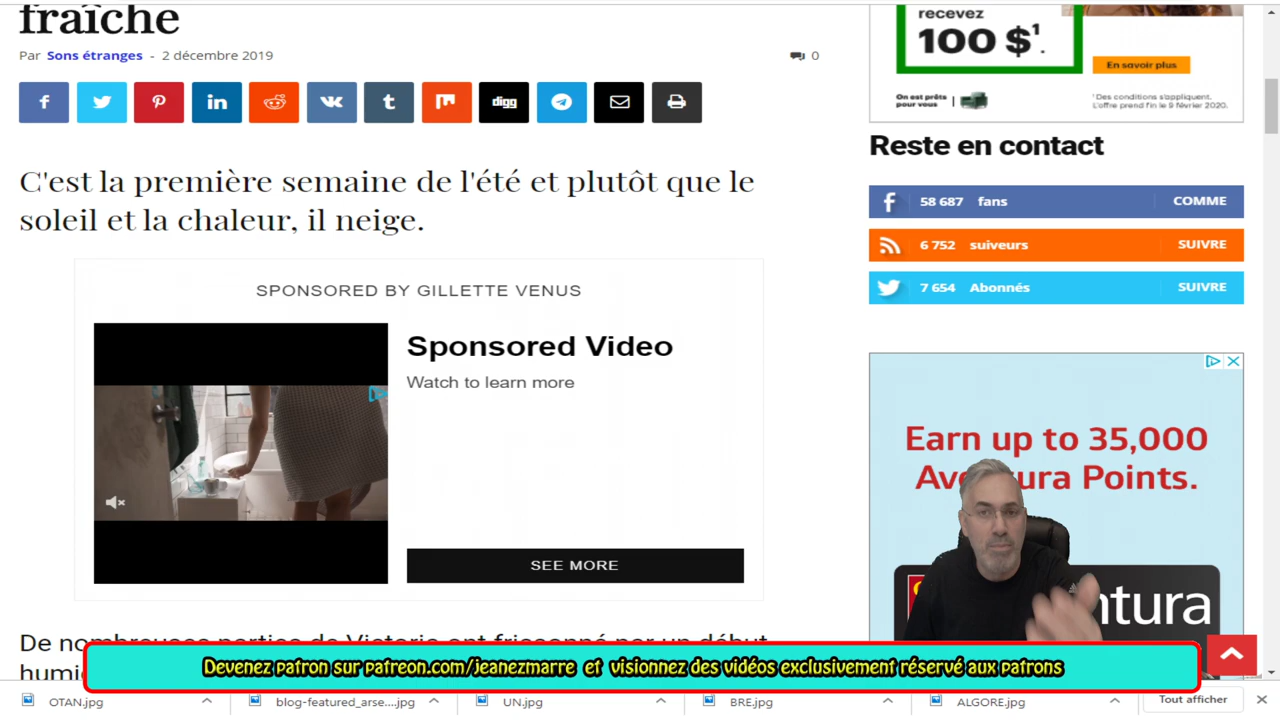 fraîche
Par Sons étranges - 2 décembre 2019
0
digg
C'est la première semaine de l'été et plutôt que le
soleil et la chaleur, il neige.
SPONSORED BY GILLETTE VENUS
Sponsored Video
Watch to learn more
SEE MORE
recevez
100 $1.
En savoir plus
On est prêts
pour vous
1Des conditions s'appliquent.
L'offre prend fin le 9 février 2020.
Reste en contact
58 687 fans COMME
6 752 suiveurs SUIVRE
7 654 Abonnés SUIVRE
Earn up to 35,000
Points.
Devenez patron sur patreon.com/jeanezmarre et visionnez des vidéos exclusivement réservé aux patrons
OTAN.jpg
blog-featured_arse....jpg
UN.jpg
BRE.jpg
ALGORE.jpg
Tout afficher